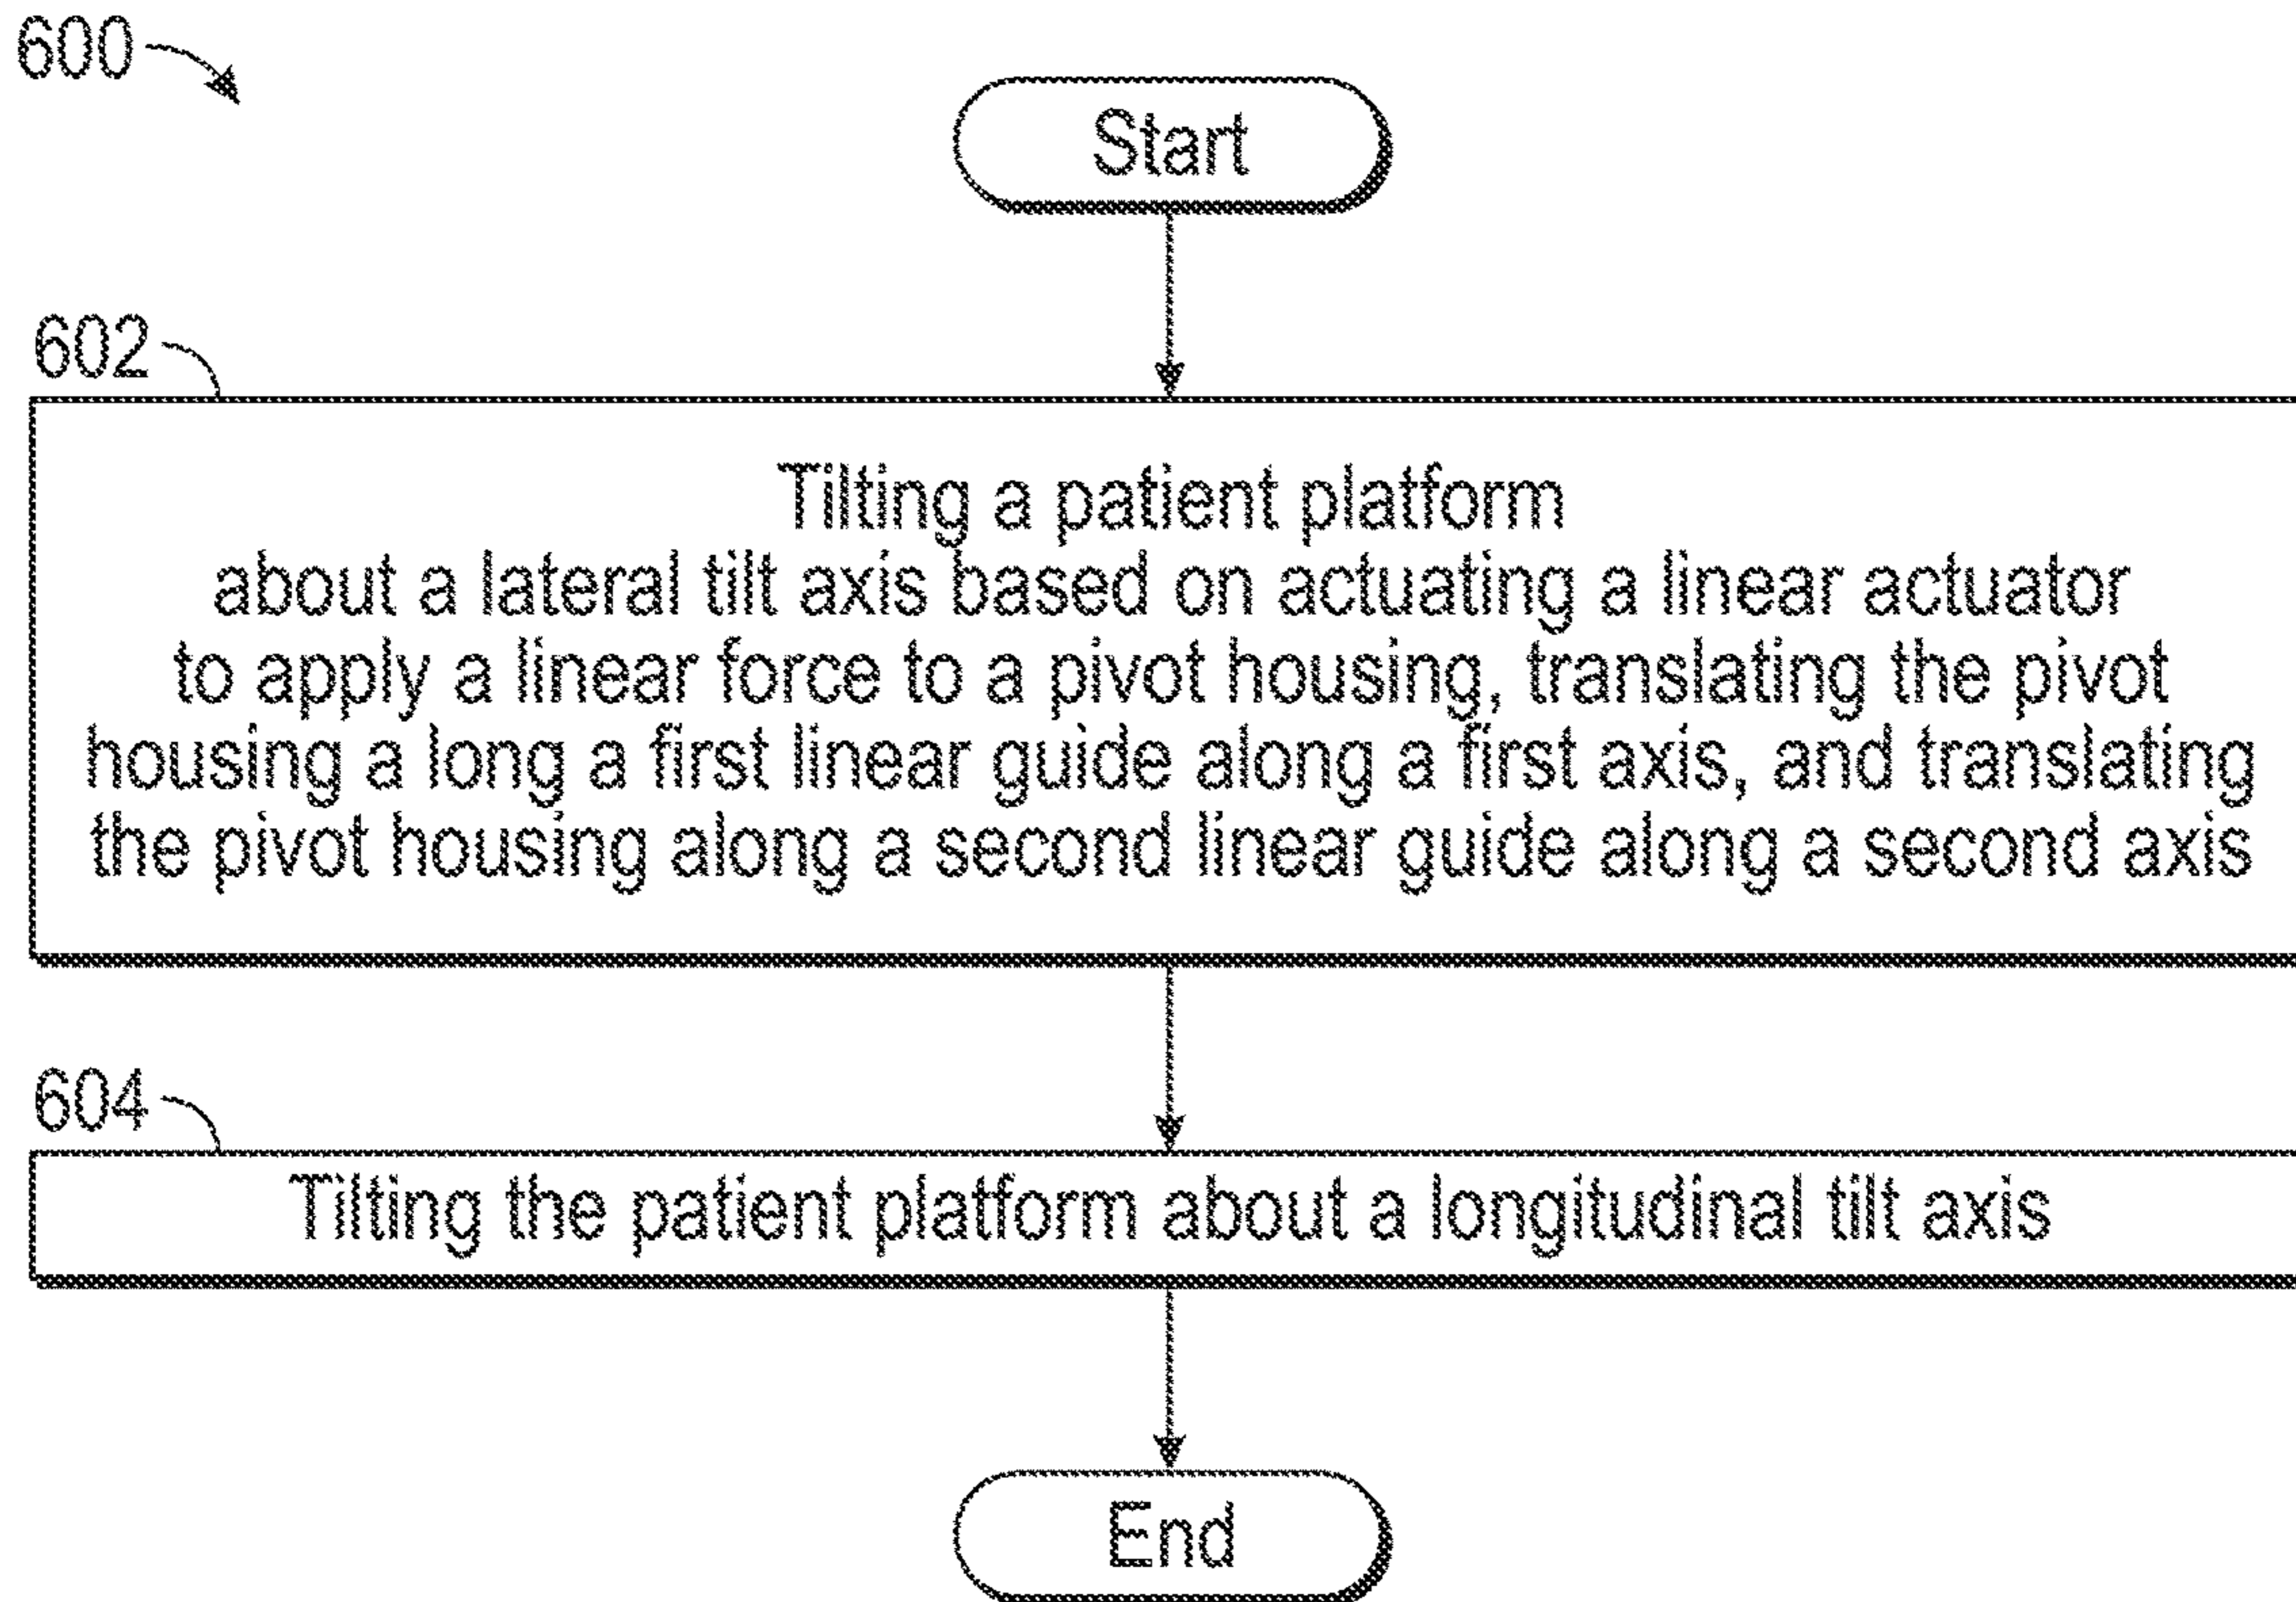 600
Start
602
Tilting a patient platform
about a lateral tilt axis based on actuating a linear actuator
to apply a linear force to a pivot housing, translating the pivot
housing a long a first linear guide along a first axis, and translating
the pivot housing along a second linear guide along a second axis
604
Tilting the patient platform about a longitudinal tilt axis
End